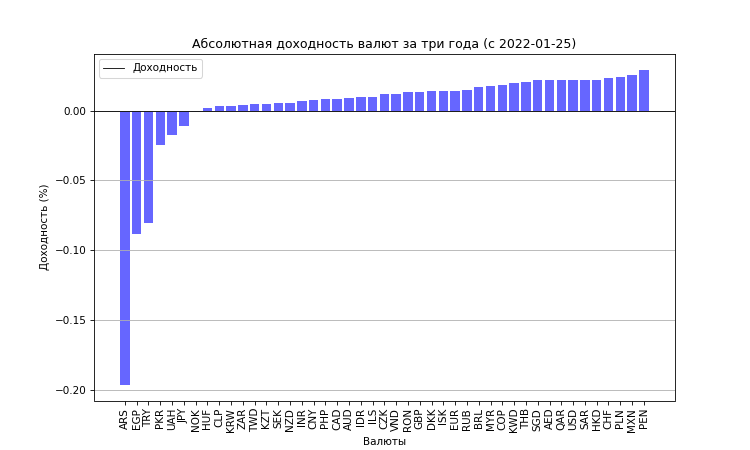 Абсолютная доходность валют за три года (с 2022-01-25)
Доходность
0.00
−0.05
−0.10
−0.15
−0.20
Доходность (%)
ARS EGP TRY PKR UAH JPY NOK HUF CLP KRW ZAR TWD KZT SEK NZD INR CNY PHP CAD AUD IDR ILS CZK VND RON GBP DKK ISK EUR RUB BRL MYR COP KWD THB SGD AED QAR USD SAR HKD CHF PLN MXN PEN
Валюты